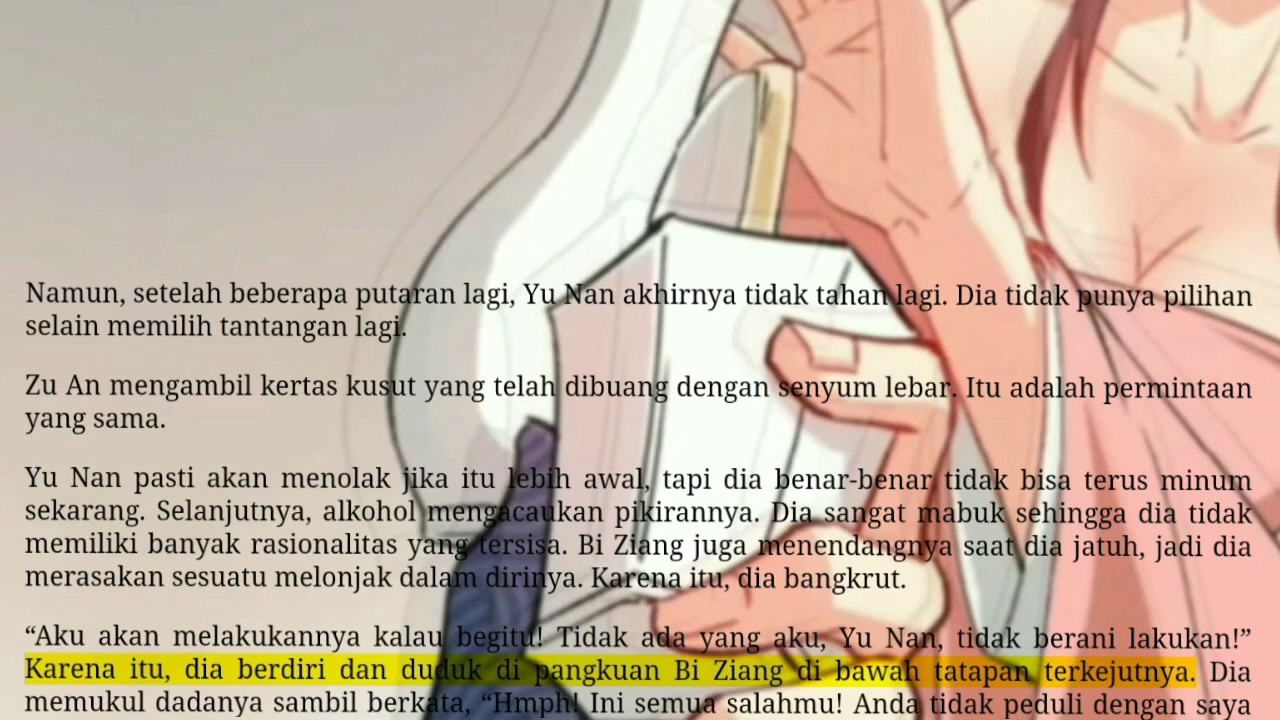 Namun, setelah beberapa putaran lagi, Yu Nan akhirnya tidak tahan lagi. Dia tidak punya pilihan
selain memilih tantangan lagi.
Zu An mengambil kertas kusut yang telah dibuang dengan senyum lebar. Itu adalah permintaan
yang sama.
Yu Nan pasti akan menolak jika itu lebih awal, tapi dia benar-benar tidak bisa terus minum
sekarang. Selanjutnya, alkohol mengacaukan pikirannya. Dia sangat mabuk sehingga dia tidak
memiliki banyak rasionalitas yang tersisa. Bi Ziang juga menendangnya saat dia jatuh, jadi dia
merasakan sesuatu melonjak dalam dirinya. Karena itu, dia bangkrut.
“Aku akan melakukannya kalau begitu! Tidak ada yang aku, Yu Nan, tidak berani lakukan!”
Karena itu, dia berdiri dan duduk di pangkuan Bi Ziang di bawah tatapan terkejutnya. Dia
memukul dadanya sambil berkata, “Hmph! Ini semua salahmu! Anda tidak peduli dengan saya